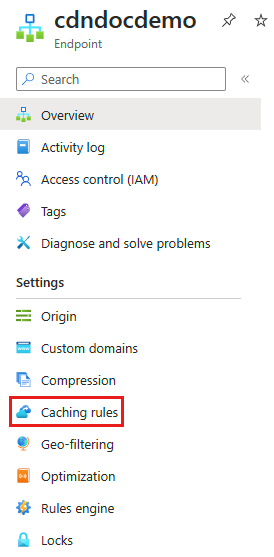 cdndocdemo
Endpoint
Search
Overview
Activity log
Access control (IAM)
Tags
Diagnose and solve problems
Settings
Origin
Custom domains
Compression
Caching rules
Geo-filtering
Optimization
Rules engine
Locks